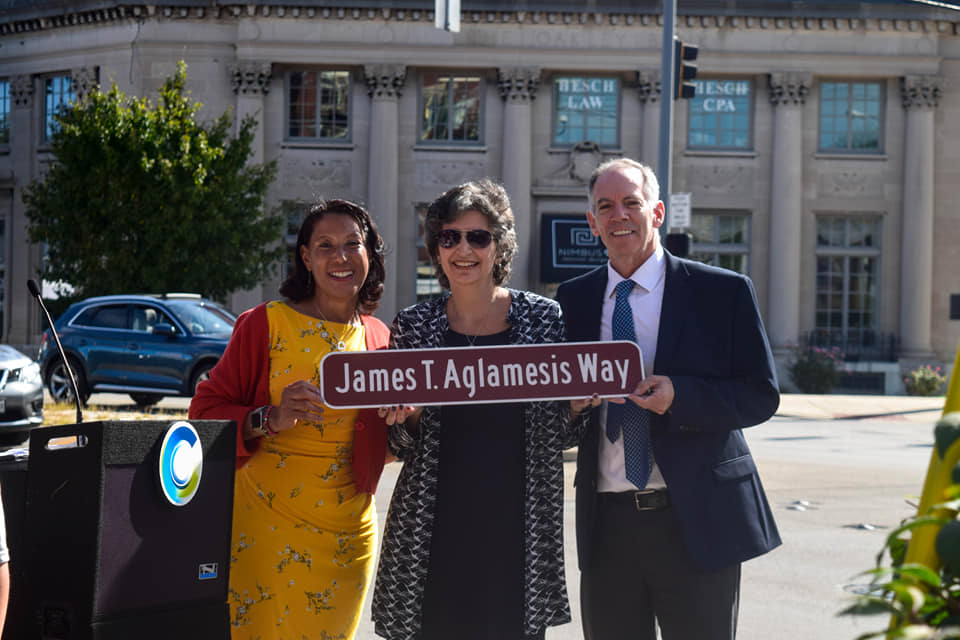 HESCH
LAW
HESCH
CPA
NIMBUS
James T. Aglamesis Way
C